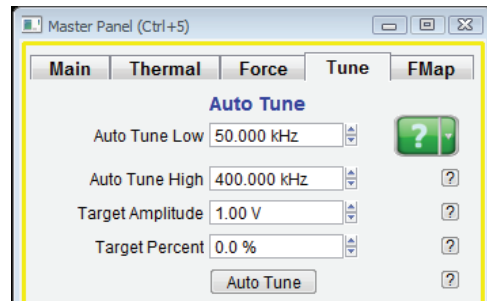 Master Panel (Ctrl+5)
Main Thermal Force Tune FMap
Auto Tune
Auto Tune Low 50.000 kHz ?
Auto Tune High 400.000 kHz ?
Target Amplitude 1.00 V ?
Target Percent 0.0 % ?
Auto Tune ?